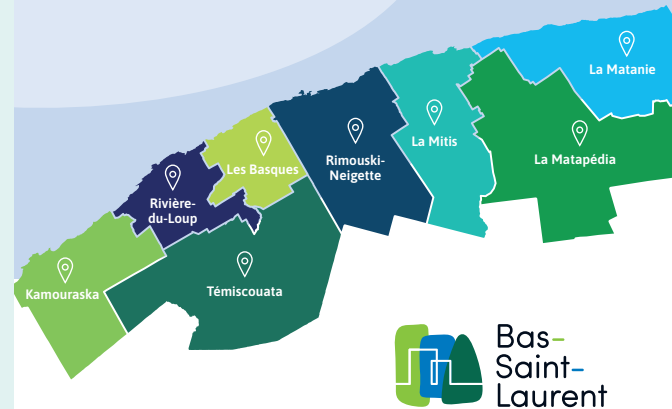 La Matanie
La Matapédia
La Mitis
Rimouski-
Neigette
Les Basques
Rivière-
du-Loup
Témiscouata
Kamouraska
Bas-
Saint-
Laurent